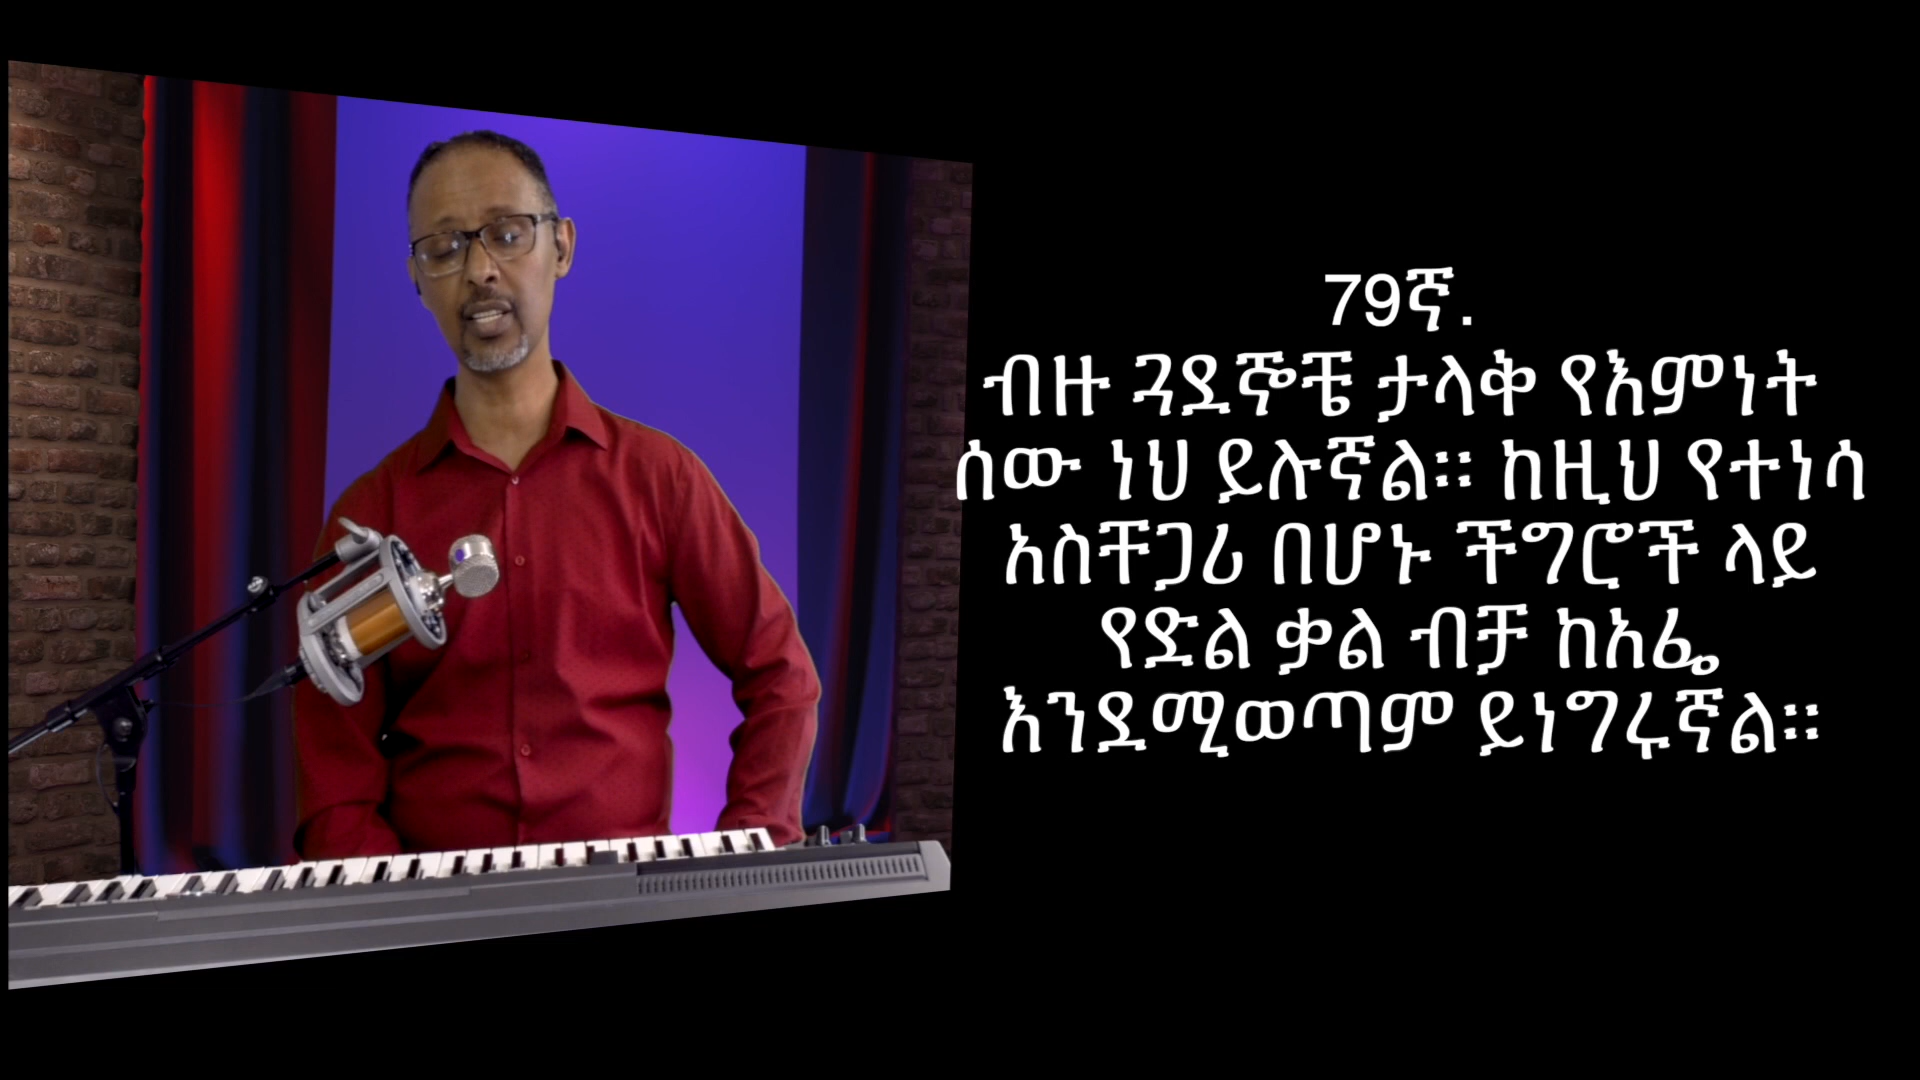 79ኛ.
ብዙ ጓደኞቼ ታላቅ የእምነት
ሰው ነህ ይሉኛል። ከዚህ የተነሳ
አስቸጋሪ በሆኑ ችግሮች ላይ
የድል ቃል ብቻ ከአፌ
እንደሚወጣም ይነግሩኛል።